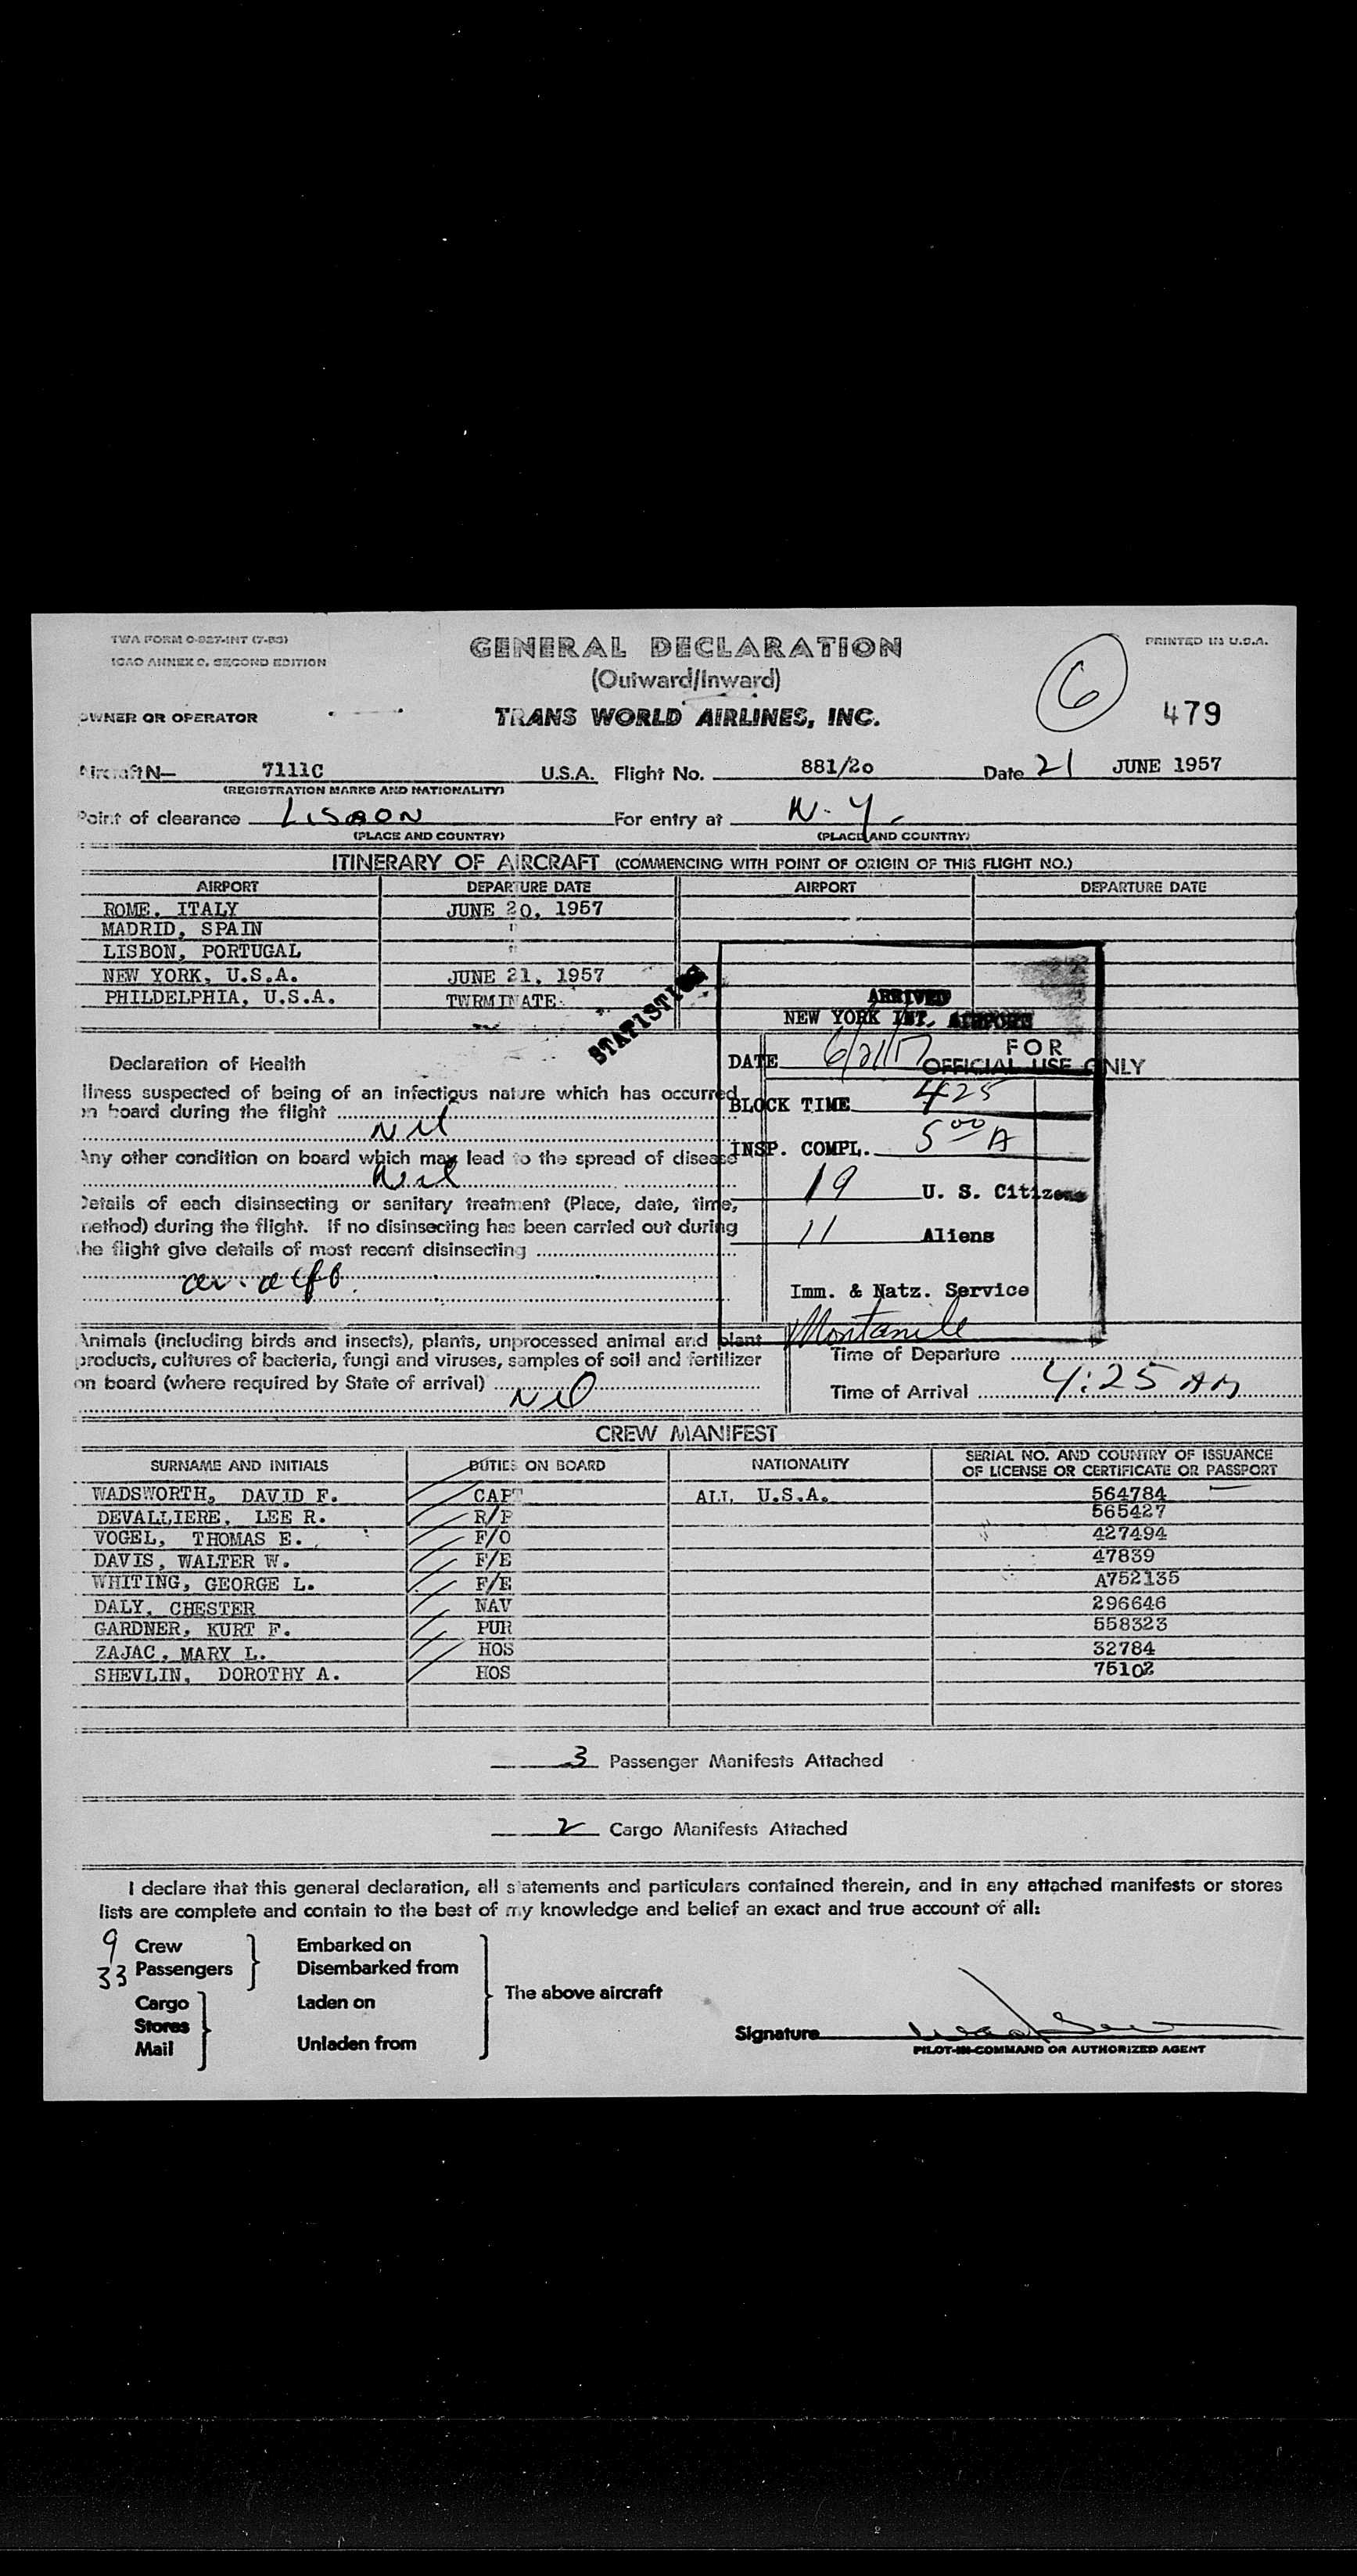 TWA FORM O-927-INT (7-53)
GENERAL DECLARATION
PRINTED IN U.S.A.
ICAO ANNEX 9, SECOND EDITION
(Outward/Inward)
6
OWNER OR OPERATOR
TRANS WORLD AIRLINES, INC.
479
Aircraft N— 7111C U.S.A. Flight No. 881/20 Date 21 JUNE 1957
(REGISTRATION MARKS AND NATIONALITY)
Point of clearance LISBON For entry at N.Y.
(PLACE AND COUNTRY) (PLACE AND COUNTRY)
ITINERARY OF AIRCRAFT (COMMENCING WITH POINT OF ORIGIN OF THIS FLIGHT NO.)
AIRPORT DEPARTURE DATE AIRPORT DEPARTURE DATE
ROME, ITALY JUNE 20, 1957
MADRID, SPAIN "
LISBON, PORTUGAL "
NEW YORK, U.S.A. JUNE 21, 1957
PHILDELPHIA, U.S.A. TWRMINATE
STATISTICS
ARRIVED
NEW YORK INT. AIRPORT
DATE 6/21/17
FOR
OFFICIAL USE ONLY
BLOCK TIME 425
INSP. COMPL. 5 00 A
19 U. S. Citizens
11 Aliens
Imm. & Natz. Service
Montanile
Declaration of Health
Illness suspected of being of an infectious nature which has occurred
on board during the flight
Nil
Any other condition on board which may lead to the spread of disease
Nil
Details of each disinsecting or sanitary treatment (Place, date, time,
method) during the flight. If no disinsecting has been carried out during
the flight give details of most recent disinsecting
Animals (including birds and insects), plants, unprocessed animal and plant
products, cultures of bacteria, fungi and viruses, samples of soil and fertilizer
on board (where required by State of arrival) Nil
Time of Departure
Time of Arrival 4:25 AM
CREW MANIFEST
SURNAME AND INITIALS DUTIES ON BOARD NATIONALITY SERIAL NO. AND COUNTRY OF ISSUANCE
OF LICENSE OR CERTIFICATE OR PASSPORT
WADSWORTH, DAVID F. CAPT ALL U.S.A. 564784
DEVALLIERE, LEE R. R/P 565427
VOGEL, THOMAS E. F/O 427494
DAVIS, WALTER W. F/E 47839
WHITING, GEORGE L. F/E A752135
DALY, CHESTER NAV 296646
GARDNER, KURT F. PUR 558323
ZAJAC, MARY L. HOS 32784
SHEVLIN, DOROTHY A. HOS 75102
3 Passenger Manifests Attached
2 Cargo Manifests Attached
I declare that this general declaration, all statements and particulars contained therein, and in any attached manifests or stores
lists are complete and contain to the best of my knowledge and belief an exact and true account of all:
9 Crew
33 Passengers
Embarked on
Disembarked from
Cargo
Stores
Mail
Laden on
Unladen from
The above aircraft
Signature
PILOT-IN-COMMAND OR AUTHORIZED AGENT